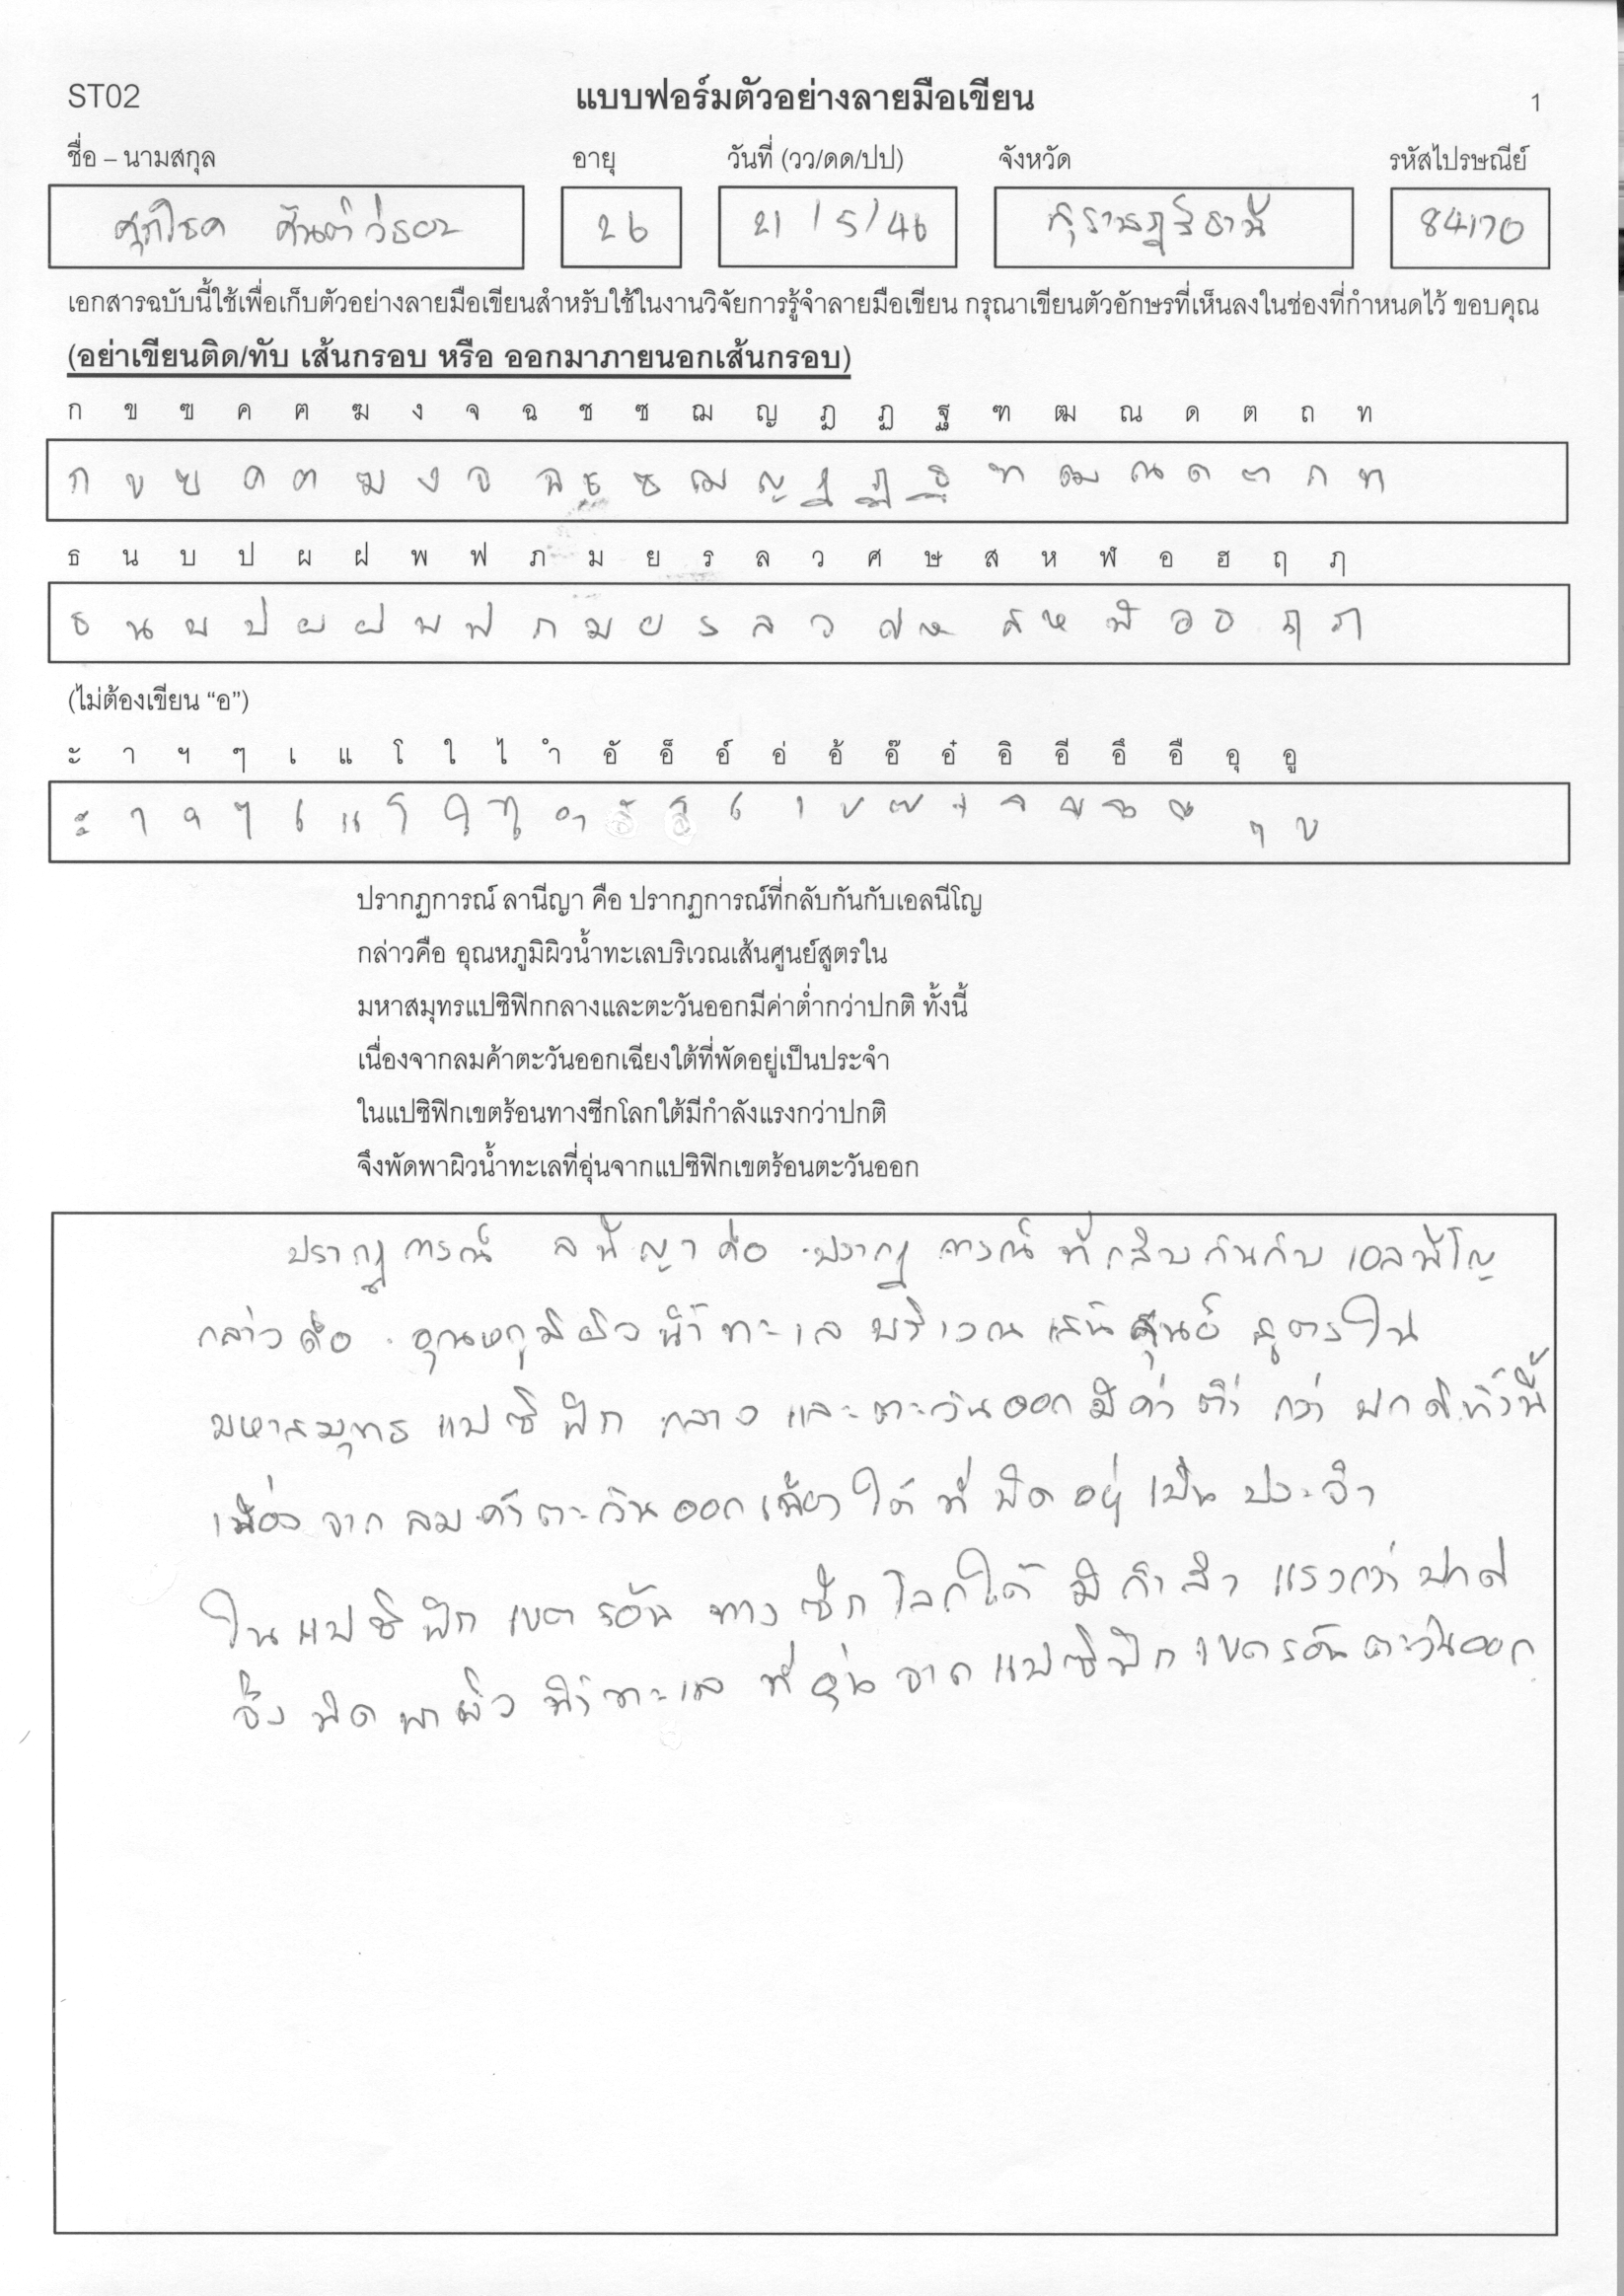 ST02 แบบฟอร์มตัวอย่างลายมือเขียน 1
ชื่อ – นามสกุล อายุ วันที่ (วว/ดด/ปป) จังหวัด รหัสไปรษณีย์
ศุภโชค 26 21/5/46 สุราษฎร์ธานี 84170
เอกสารฉบับนี้ใช้เพื่อเก็บตัวอย่างลายมือเขียนสำหรับใช้ในงานวิจัยการรู้จำลายมือเขียน กรุณาเขียนตัวอักษรที่เห็นลงในช่องที่กำหนดไว้ ขอบคุณ
(อย่าเขียนติด/ทับ เส้นกรอบ หรือ ออกมาภายนอกเส้นกรอบ)
ก ข ฃ ค ฅ ฆ ง จ ฉ ช ซ ฌ ญ ฎ ฏ ฐ ฑ ฒ ณ ด ต ถ ท
ก ข ฃ ค ฅ ฆ ง จ ฉ ช ซ ฌ ญ ฎ ฏ ฐ ฑ ฒ ณ ด ต ถ ท
ธ น บ ป ผ ฝ พ ฟ ภ ม ย ร ล ว ศ ษ ส ห ฬ อ ฮ ฤ ฦ
ธ น บ ป ผ ฝ พ ฟ ภ ม ย ร ล ว ศ ษ ส ห ฬ อ ฮ ฤ ฦ
(ไม่ต้องเขียน “อ”)
ะ า ฯ ๆ เ แ โ ใ ไ ำ อั อ็ อ์ อ่ อ้ อ๊ อ๋ อิ อี อึ อื อุ อู
ะ า ฯ ๆ เ แ โ ใ ไ ำ ั ็ ์ ่ ้ ๊ ๋ ิ ี ึ ื ุ ู
ปรากฏการณ์ ลานีญา คือ ปรากฏการณ์ที่กลับกันกับเอลนีโญ
กล่าวคือ อุณหภูมิผิวน้ำทะเลบริเวณเส้นศูนย์สูตรใน
มหาสมุทรแปซิฟิกกลางและตะวันออกมีค่าต่ำกว่าปกติ ทั้งนี้
เนื่องจากลมค้าตะวันออกเฉียงใต้ที่พัดอยู่เป็นประจำ
ในแปซิฟิกเขตร้อนทางซีกโลกใต้มีกำลังแรงกว่าปกติ
จึงพัดพาผิวน้ำทะเลที่อุ่นจากแปซิฟิกเขตร้อนตะวันออก
ปรากฏการณ์ ลนีญา คือ ปรากฏการณ์ที่กลับกันกับเอลนีโญ
กล่าวคือ อุณหภูมิผิวน้ำทะเลบริเวณเส้นศูนย์สูตรใน
มหาสมุทรแปซิฟิกกลางและตะวันออกมีค่าต่ำกว่าปกติทั้งนี้
เนื่องจากลมค้าตะวันออกเฉียงใต้ที่พัดอยู่เป็นประจำ
ในแปซิฟิกเขตร้อนทางซีกโลกใต้มีกำลังแรงกว่าปกติ
จึงพัดพาผิวน้ำทะเลที่อุ่นจากแปซิฟิกเขตร้อนตะวันออก